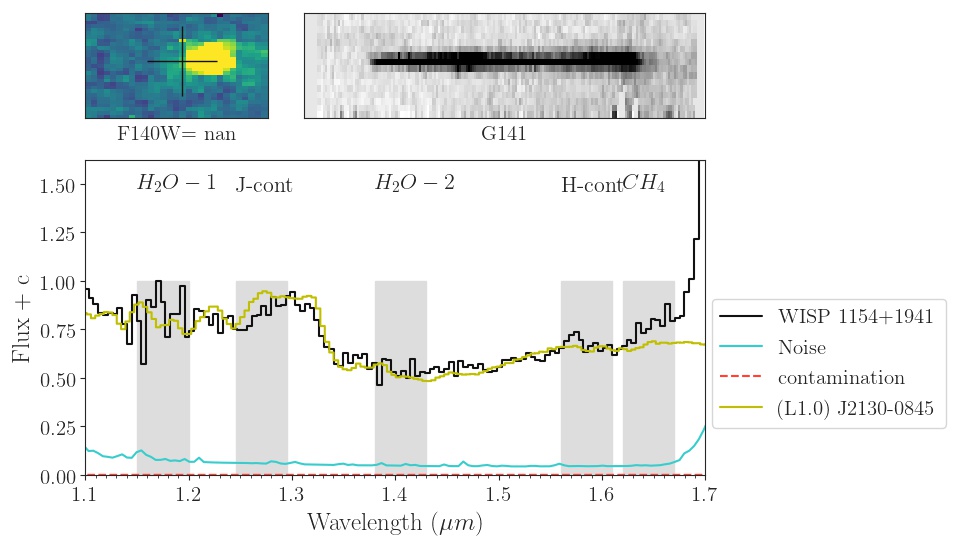 F140W= nan
G141
H₂O − 1
J-cont
H₂O − 2
H-cont
CH₄
1.50
1.25
1.00
0.75
0.50
0.25
0.00
Flux + c
1.1
1.2
1.3
1.4
1.5
1.6
1.7
Wavelength (μm)
WISP 1154+1941
Noise
contamination
(L1.0) J2130-0845